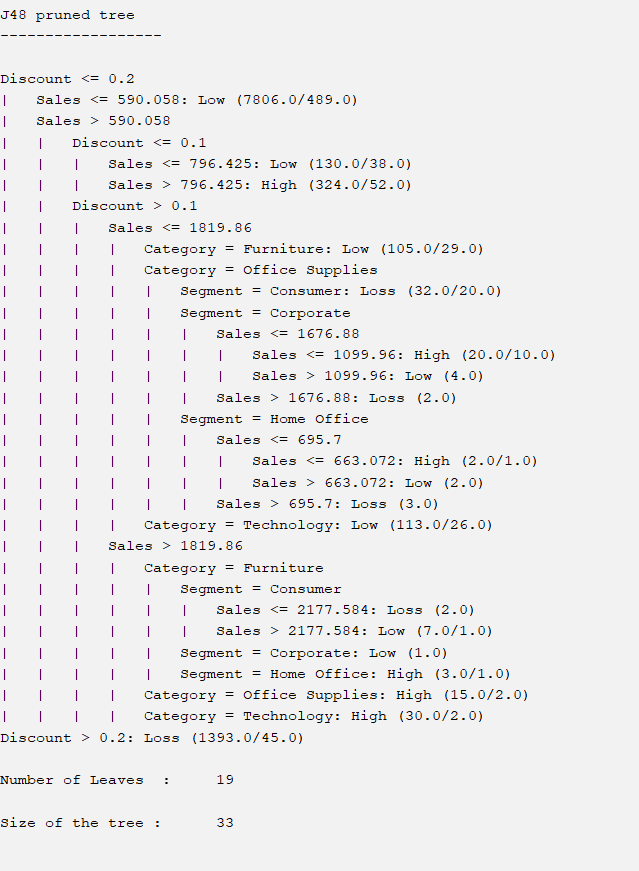 J48 pruned tree
------------------
Discount <= 0.2
|   Sales <= 590.058: Low (7806.0/489.0)
|   Sales > 590.058
|   |   Discount <= 0.1
|   |   |   Sales <= 796.425: Low (130.0/38.0)
|   |   |   Sales > 796.425: High (324.0/52.0)
|   |   Discount > 0.1
|   |   |   Sales <= 1819.86
|   |   |   |   Category = Furniture: Low (105.0/29.0)
|   |   |   |   Category = Office Supplies
|   |   |   |   |   Segment = Consumer: Loss (32.0/20.0)
|   |   |   |   |   Segment = Corporate
|   |   |   |   |   |   Sales <= 1676.88
|   |   |   |   |   |   |   Sales <= 1099.96: High (20.0/10.0)
|   |   |   |   |   |   |   Sales > 1099.96: Low (4.0)
|   |   |   |   |   |   Sales > 1676.88: Loss (2.0)
|   |   |   |   |   Segment = Home Office
|   |   |   |   |   |   Sales <= 695.7
|   |   |   |   |   |   |   Sales <= 663.072: High (2.0/1.0)
|   |   |   |   |   |   |   Sales > 663.072: Low (2.0)
|   |   |   |   |   |   Sales > 695.7: Loss (3.0)
|   |   |   |   Category = Technology: Low (113.0/26.0)
|   |   |   Sales > 1819.86
|   |   |   |   Category = Furniture
|   |   |   |   |   Segment = Consumer
|   |   |   |   |   |   Sales <= 2177.584: Loss (2.0)
|   |   |   |   |   |   Sales > 2177.584: Low (7.0/1.0)
|   |   |   |   |   Segment = Corporate: Low (1.0)
|   |   |   |   |   Segment = Home Office: High (3.0/1.0)
|   |   |   |   Category = Office Supplies: High (15.0/2.0)
|   |   |   |   Category = Technology: High (30.0/2.0)
Discount > 0.2: Loss (1393.0/45.0)
Number of Leaves  :     19
Size of the tree :      33